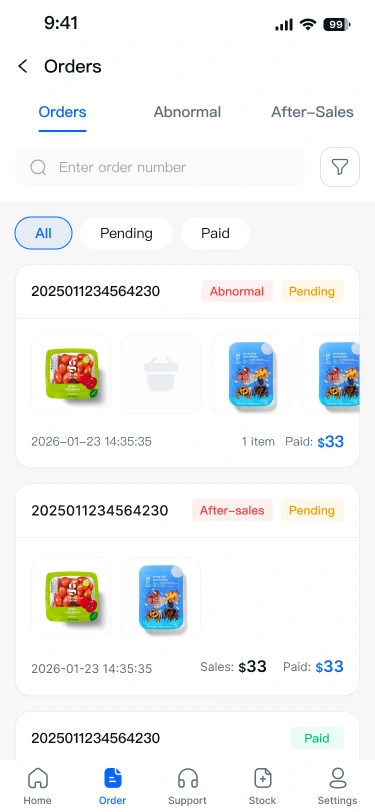 9:41
99
Orders
Orders Abnormal After-Sales
Enter order number
All Pending Paid
2025011234564230 Abnormal Pending
2026-01-23 14:35:35 1 item Paid: $33
2025011234564230 After-sales Pending
2026-01-23 14:35:35 Sales: $33 Paid: $33
2025011234564230 Paid
Home Order Support Stock Settings